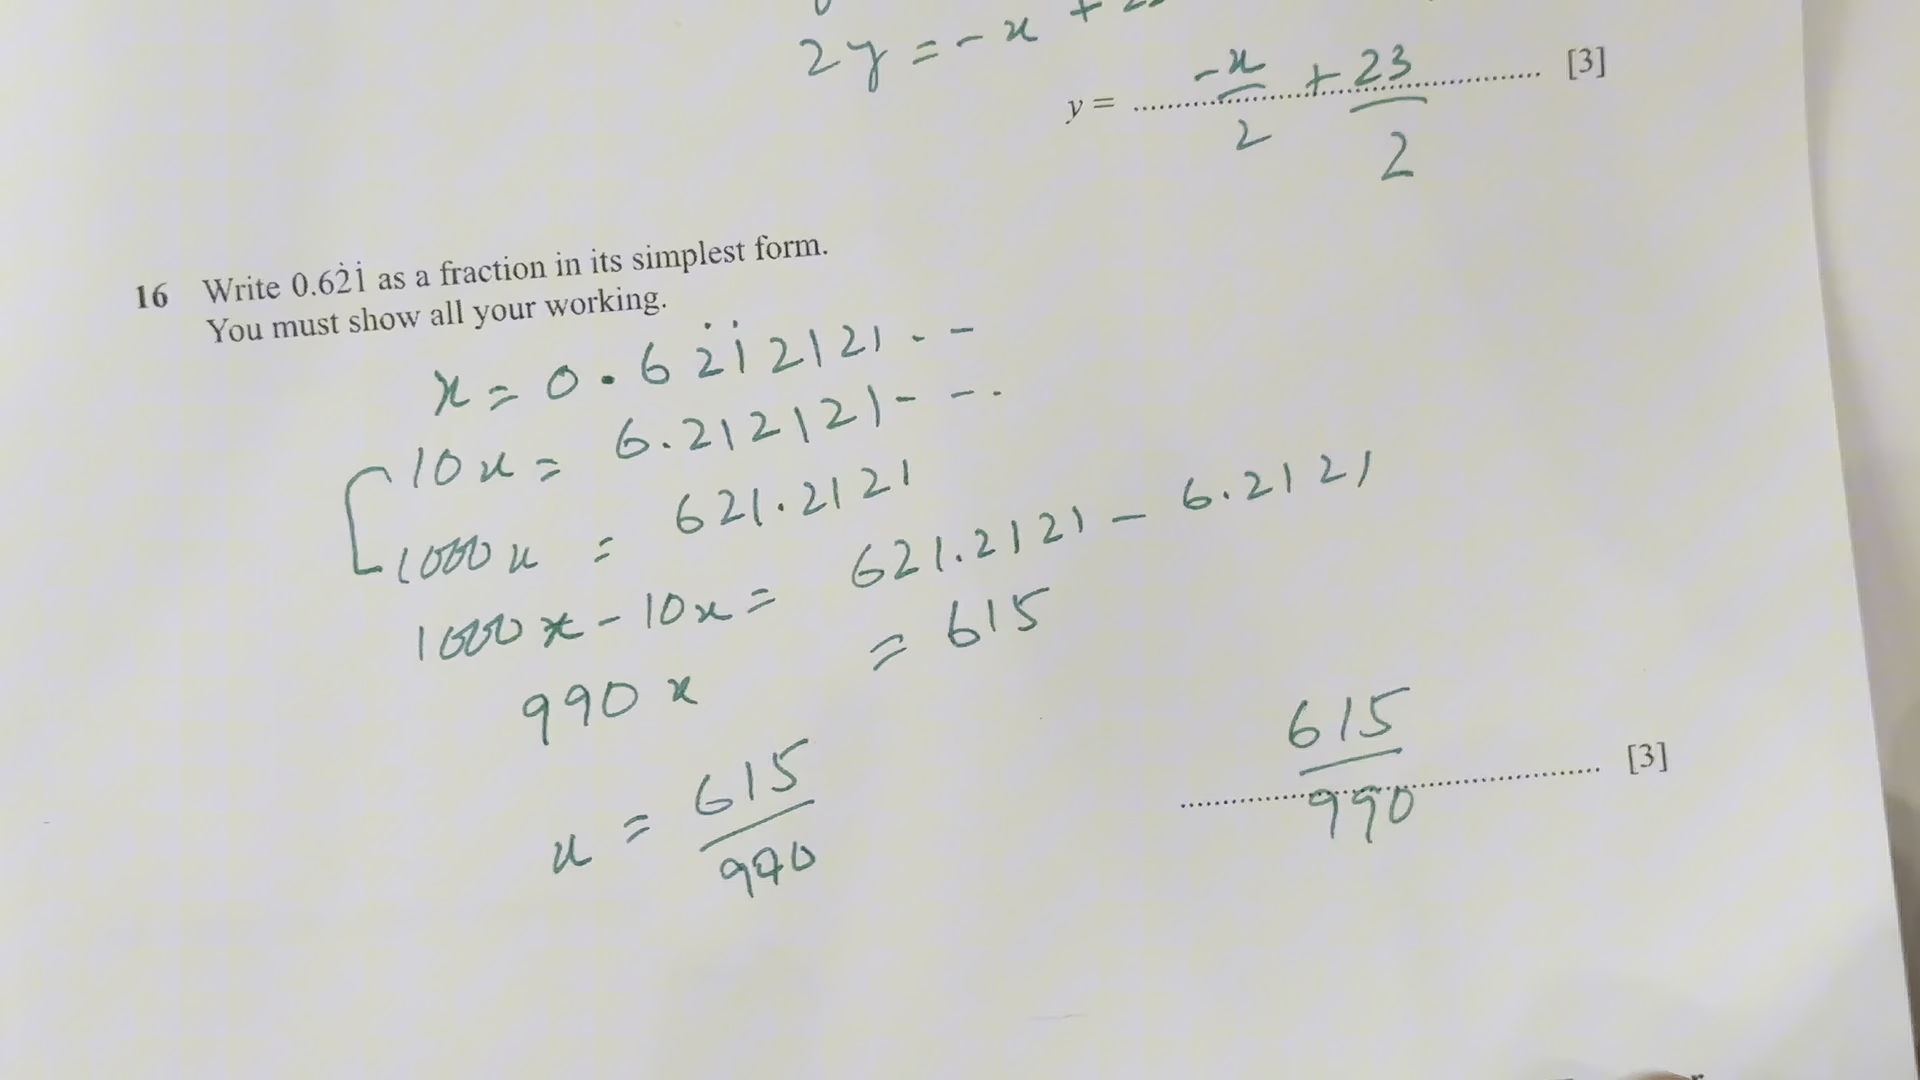 2y = -x +
y = -x/2 + 23/2 [3]
16 Write 0.62̇1̇ as a fraction in its simplest form.
You must show all your working.
x = 0.62̇1̇2121 . - -
10x = 6.212121 - - .
1000x = 621.2121
1000x - 10x = 621.2121 - 6.2121
990x = 615
x = 615/990
615/990 [3]